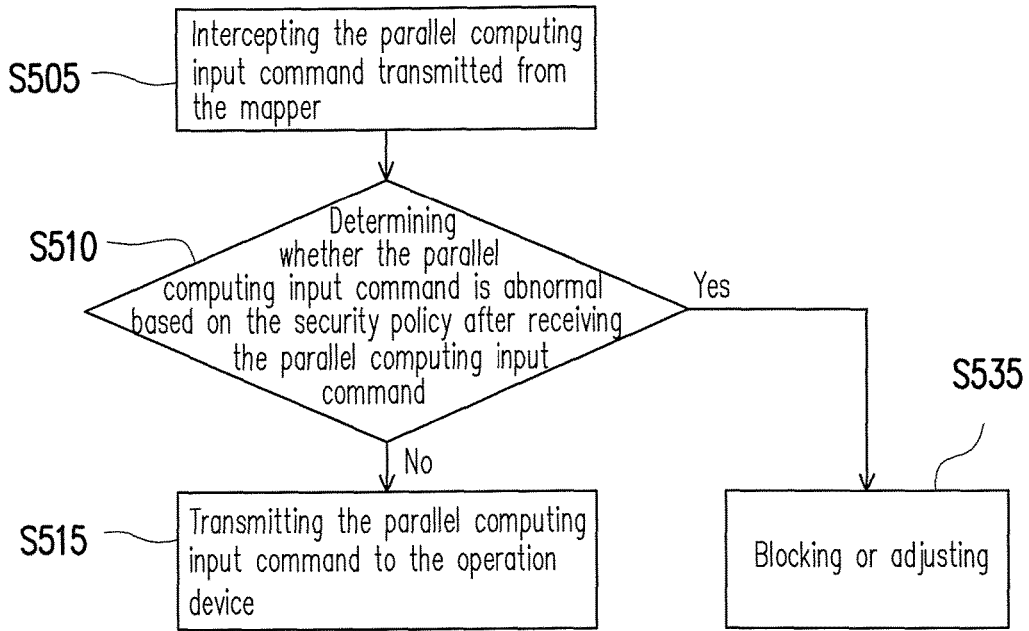 S505
Intercepting the parallel computing
input command transmitted from
the mapper
S510
Determining
whether the parallel
computing input command is abnormal
based on the security policy after receiving
the parallel computing input
command
Yes
No
S535
S515
Transmitting the parallel computing
input command to the operation
device
Blocking or adjusting